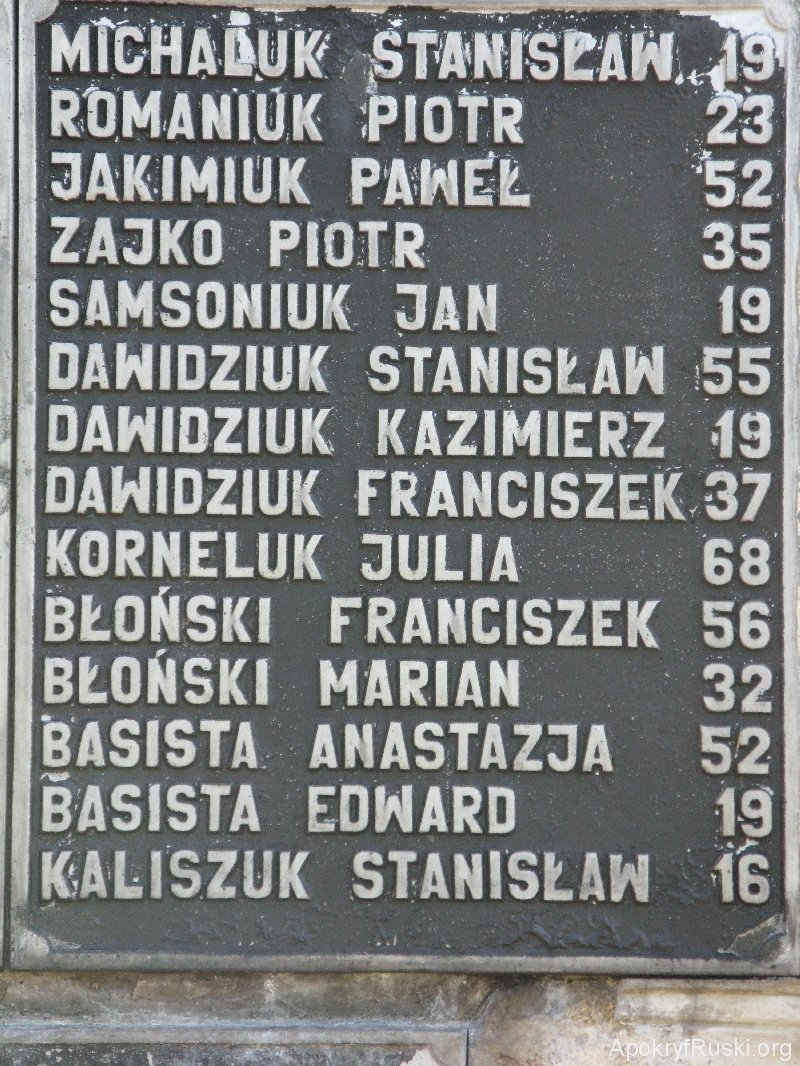 MICHALUK STANISŁAW 19
ROMANIUK PIOTR 23
JAKIMIUK PAWEŁ 52
ZAJKO PIOTR 35
SAMSONIUK JAN 19
DAWIDZIUK STANISŁAW 55
DAWIDZIUK KAZIMIERZ 19
DAWIDZIUK FRANCISZEK 37
KORNELUK JULIA 68
BŁOŃSKI FRANCISZEK 56
BŁOŃSKI MARIAN 32
BASISTA ANASTAZJA 52
BASISTA EDWARD 19
KALISZUK STANISŁAW 16
ApokryfRuski.org